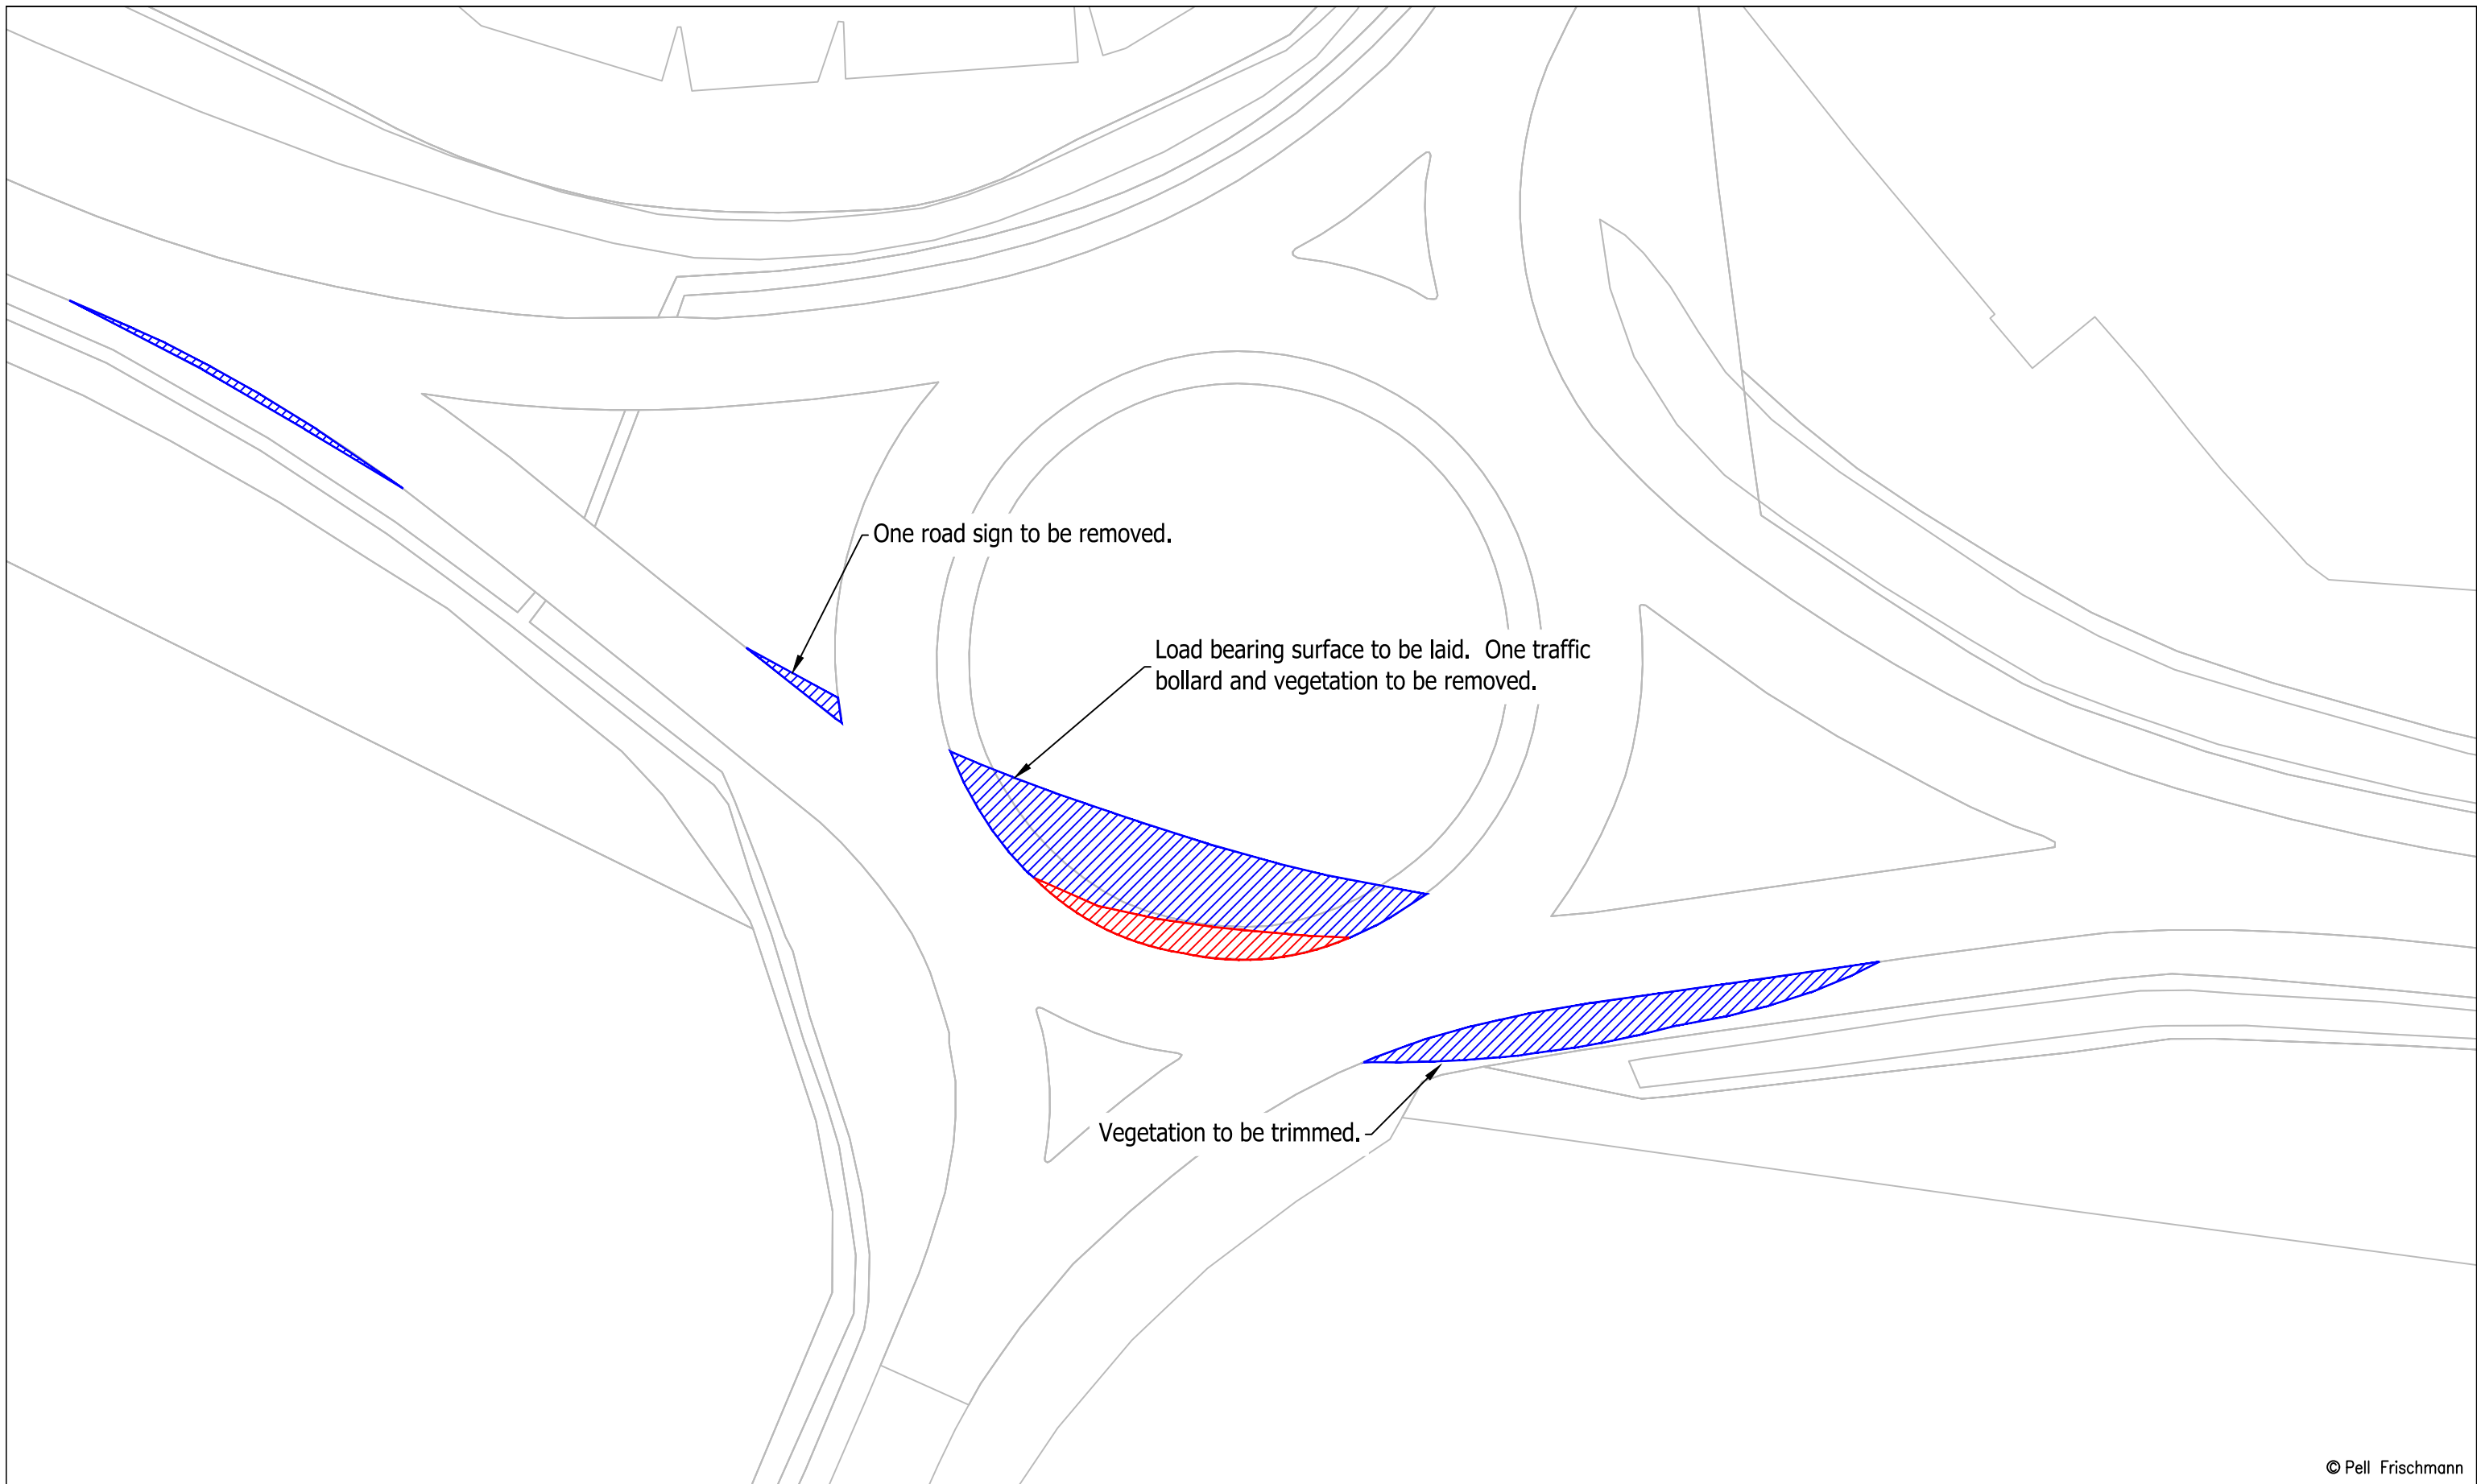 One road sign to be removed.
Load bearing surface to be laid.  One traffic
bollard and vegetation to be removed.
Vegetation to be trimmed.
© Pell Frischmann